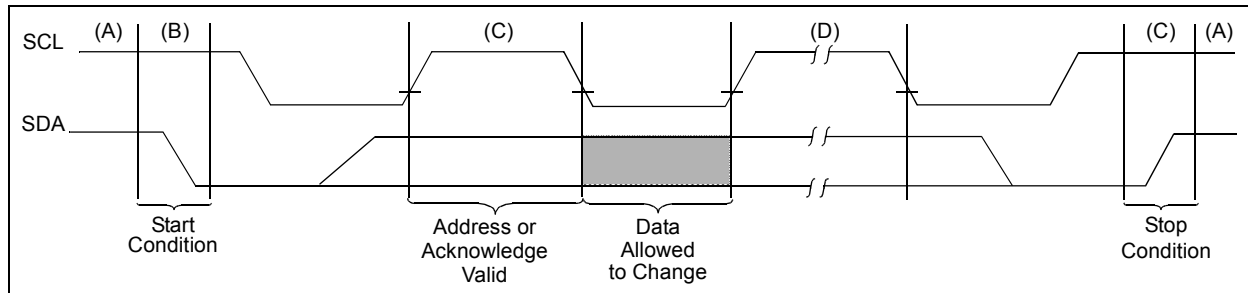 (A) (B) (C) (D) (C) (A)
SCL
SDA
Start
Condition
Address or
Acknowledge
Valid
Data
Allowed
to Change
Stop
Condition